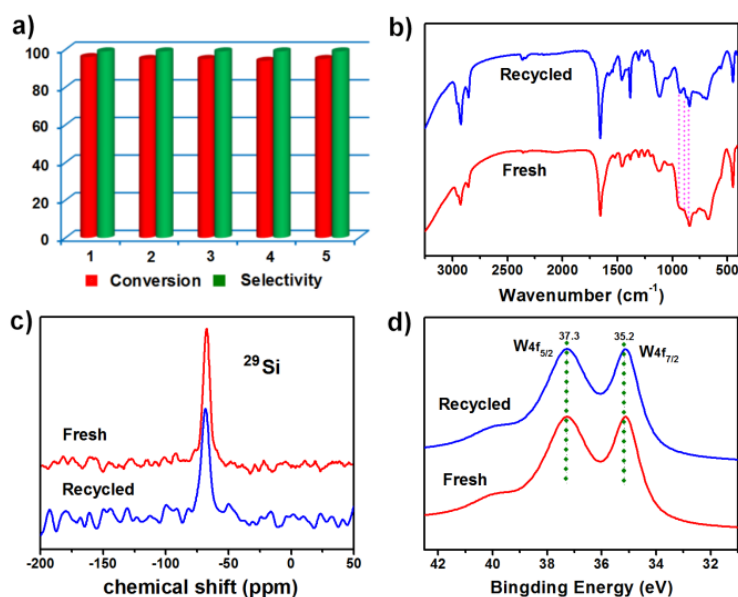 a)
100
80
60
40
20
0
1 2 3 4 5
Conversion Selectivity
b)
Recycled
Fresh
3000 2500 2000 1500 1000 500
Wavenumber (cm⁻¹)
c)
²⁹Si
Fresh
Recycled
-200 -150 -100 -50 0 50
chemical shift (ppm)
d)
37.3 35.2
W4f₅/₂ W4f₇/₂
Recycled
Fresh
42 40 38 36 34 32
Bingding Energy (eV)